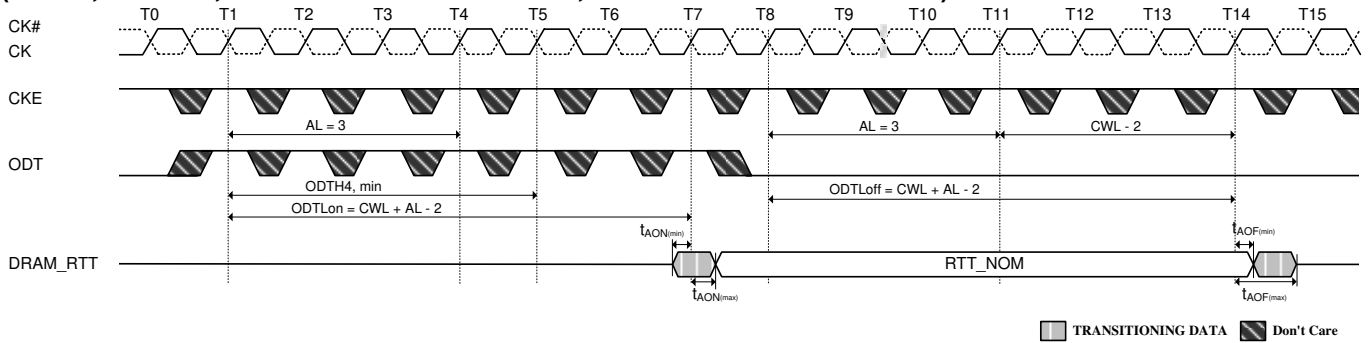 T0 T1 T2 T3 T4 T5 T6 T7 T8 T9 T10 T11 T12 T13 T14 T15
CK#
CK
CKE
AL = 3 AL = 3 CWL - 2
ODT
ODTH4, min ODTLoff = CWL + AL - 2
ODTLon = CWL + AL - 2
tAON(min) tAOF(min)
DRAM_RTT RTT_NOM
tAON(max) tAOF(max)
TRANSITIONING DATA Don't Care